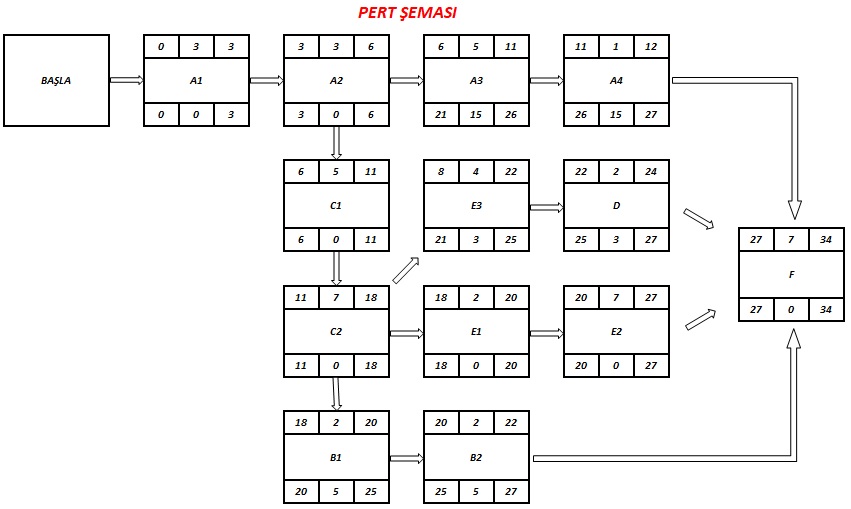 PERT ŞEMASI
0 3 3 3 3 6 6 5 11 11 1 12
BAŞLA A1 A2 A3 A4
0 0 3 3 0 6 21 15 26 26 15 27
6 5 11 8 4 22 22 2 24
C1 E3 D
6 0 11 21 3 25 25 3 27
27 7 34
F
27 0 34
11 7 18 18 2 20 20 7 27
C2 E1 E2
11 0 18 18 0 20 20 0 27
18 2 20 20 2 22
B1 B2
20 5 25 25 5 27